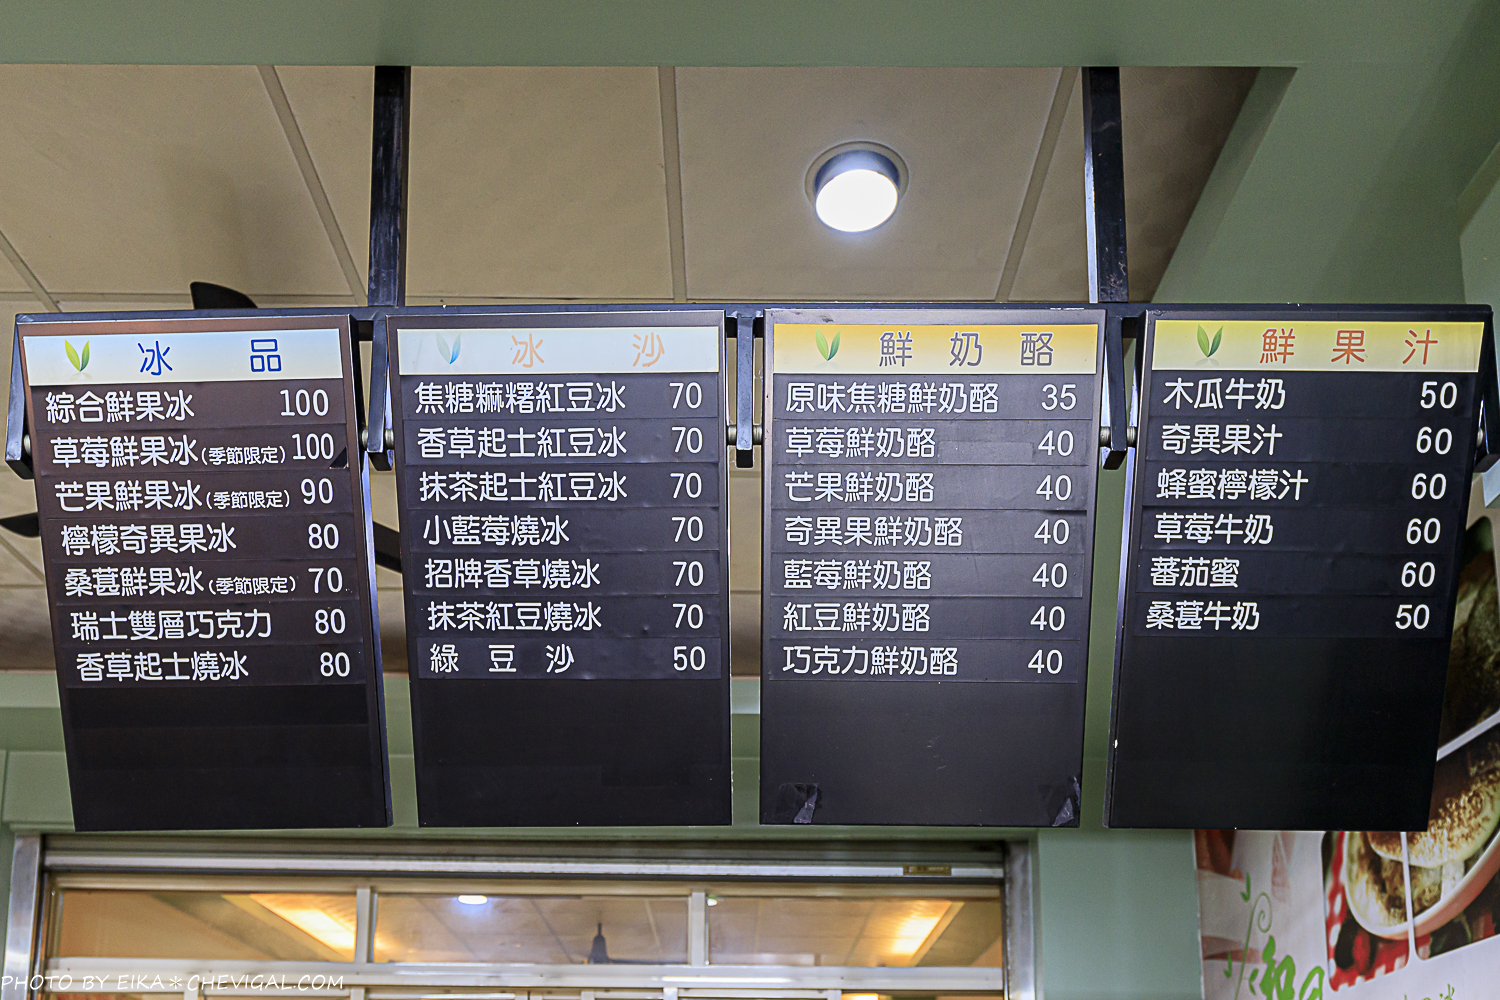 冰品
綜合鮮果冰 100
草莓鮮果冰(季節限定) 100
芒果鮮果冰(季節限定) 90
檸檬奇異果冰 80
桑葚鮮果冰(季節限定) 70
瑞士雙層巧克力 80
香草起士燒冰 80
冰沙
焦糖麻糬紅豆冰 70
香草起士紅豆冰 70
抹茶起士紅豆冰 70
小藍莓燒冰 70
招牌香草燒冰 70
抹茶紅豆燒冰 70
綠豆沙 50
鮮奶酪
原味焦糖鮮奶酪 35
草莓鮮奶酪 40
芒果鮮奶酪 40
奇異果鮮奶酪 40
藍莓鮮奶酪 40
紅豆鮮奶酪 40
巧克力鮮奶酪 40
鮮果汁
木瓜牛奶 50
奇異果汁 60
蜂蜜檸檬汁 60
草莓牛奶 60
蕃茄蜜 60
桑葚牛奶 50
PHOTO BY EIKA*CHEVIGAL.COM